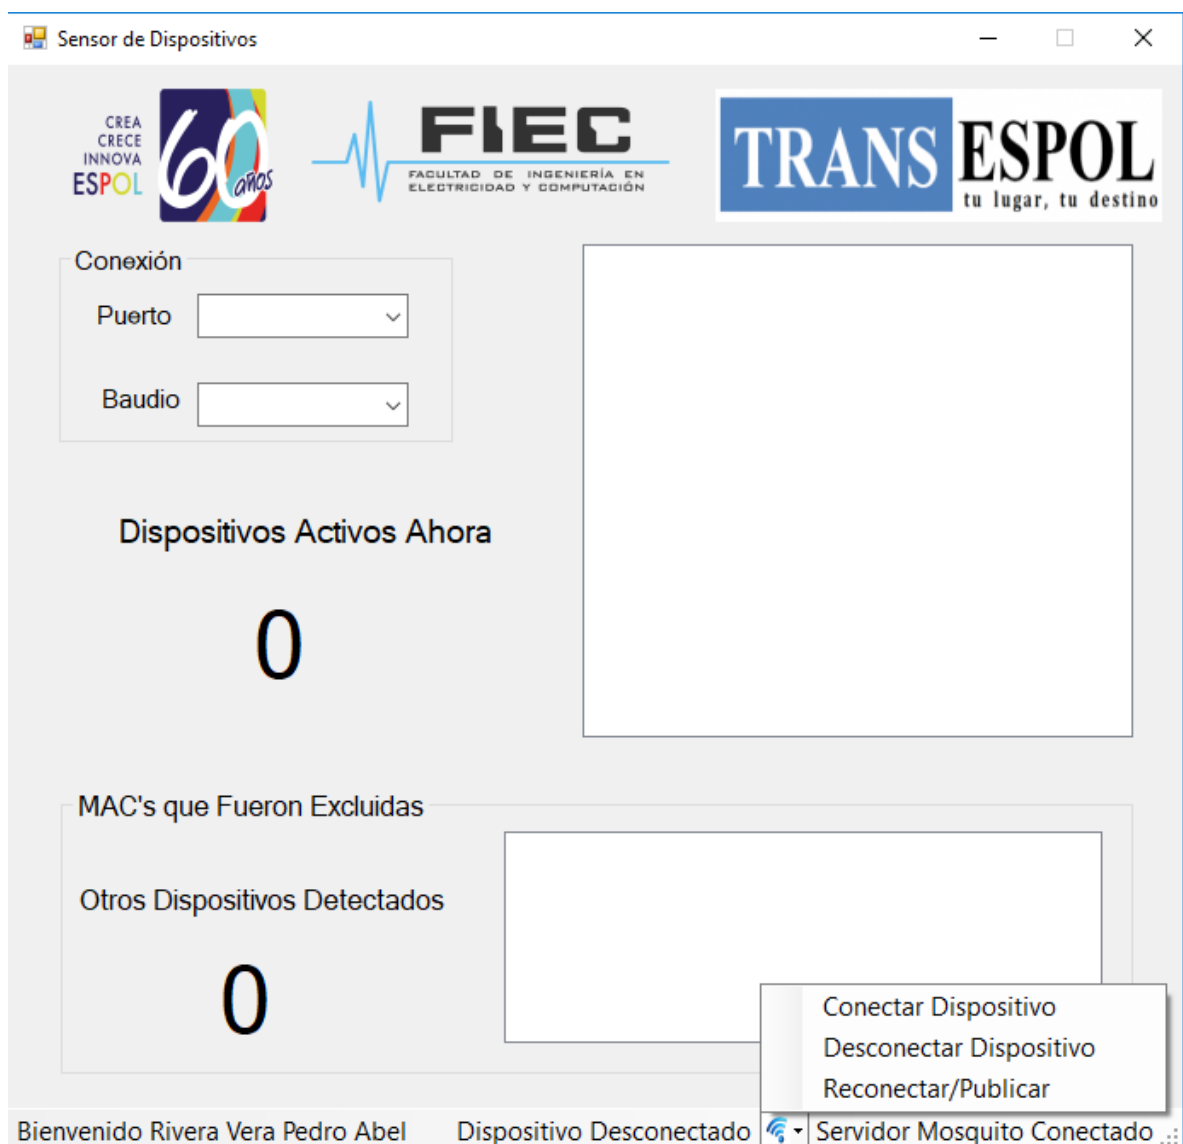 Sensor de Dispositivos
CREA
CRECE
INNOVA
ESPOL
60
años
FIEC
FACULTAD DE INGENIERÍA EN
ELECTRICIDAD Y COMPUTACIÓN
TRANS ESPOL
tu lugar, tu destino
Conexión
Puerto
Baudio
Dispositivos Activos Ahora
0
MAC's que Fueron Excluidas
Otros Dispositivos Detectados
0
Conectar Dispositivo
Desconectar Dispositivo
Reconectar/Publicar
Bienvenido Rivera Vera Pedro Abel Dispositivo Desconectado Servidor Mosquito Conectado